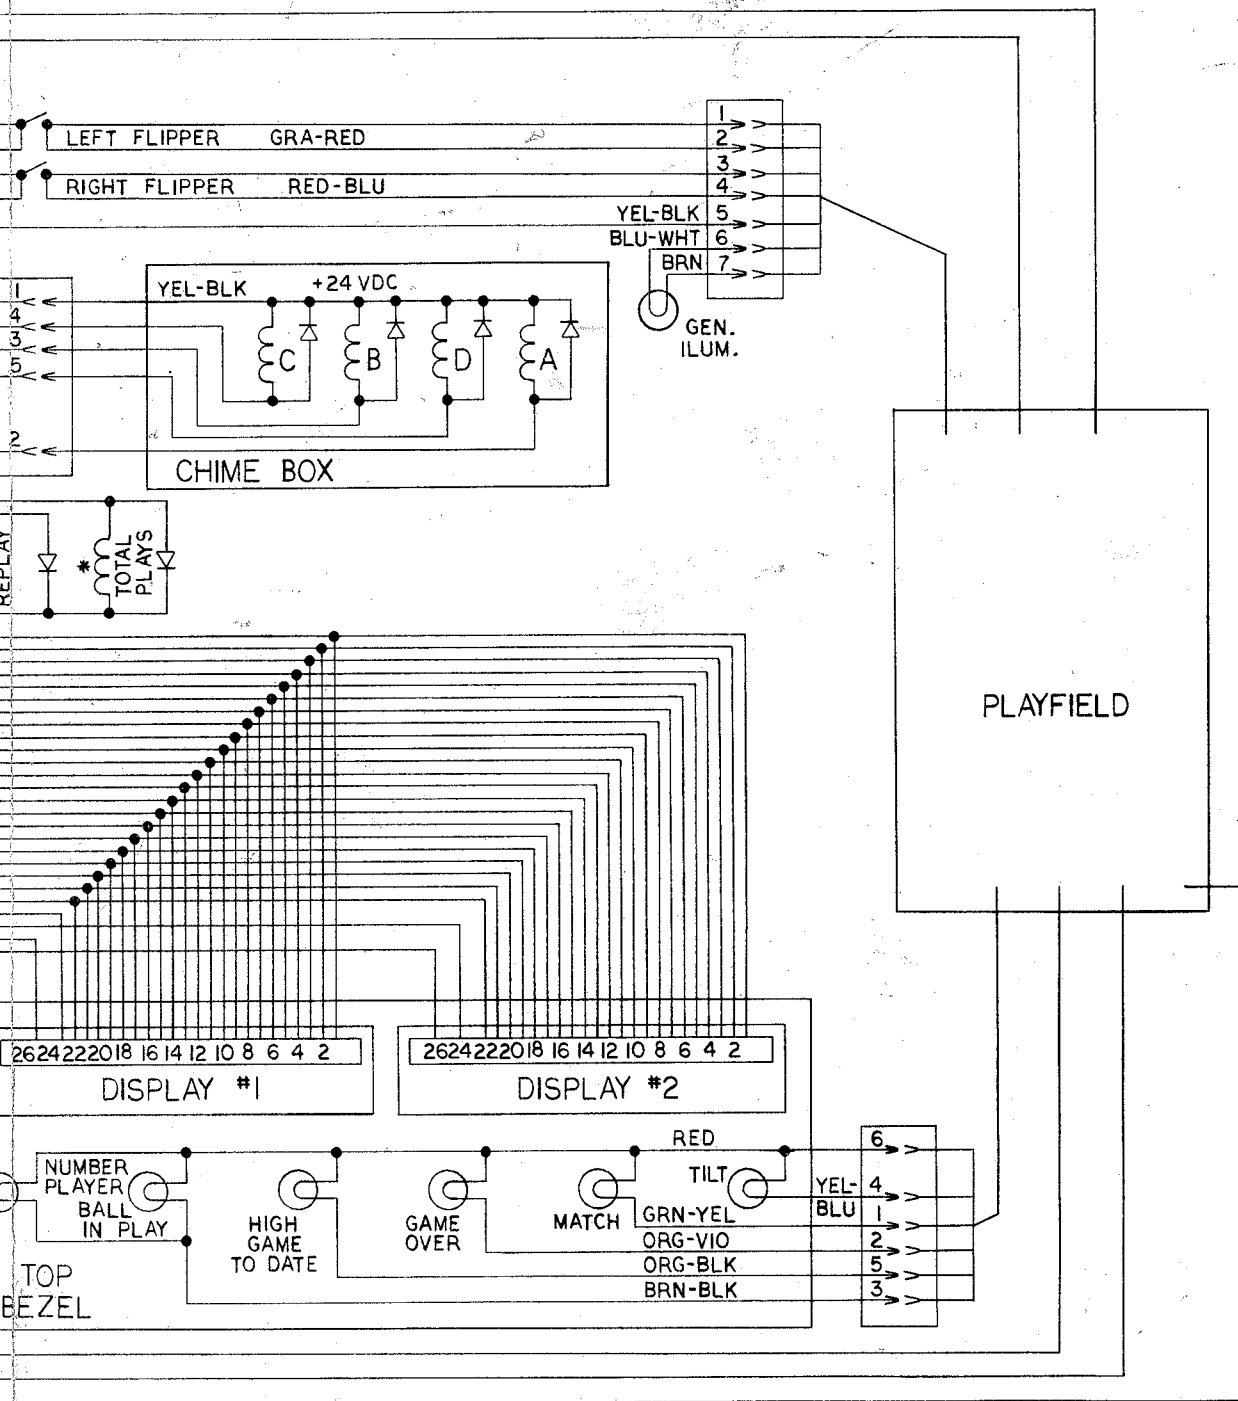 1
LEFT FLIPPER GRA-RED
2
3
RIGHT FLIPPER RED-BLU
4
YEL-BLK 5
BLU-WHT 6
BRN 7
GEN.
ILUM.
1
4
3
5
2
YEL-BLK +24 VDC
C B D A
CHIME BOX
REPLAY
*
TOTAL
PLAYS
PLAYFIELD
26 24 22 20 18 16 14 12 10 8 6 4 2
DISPLAY #1
26 24 22 20 18 16 14 12 10 8 6 4 2
DISPLAY #2
NUMBER
PLAYER
BALL
IN PLAY
HIGH
GAME
TO DATE
GAME
OVER
MATCH
TILT
RED 6
YEL-
BLU
4
GRN-YEL 1
ORG-VIO 2
ORG-BLK 5
BRN-BLK 3
TOP
BEZEL